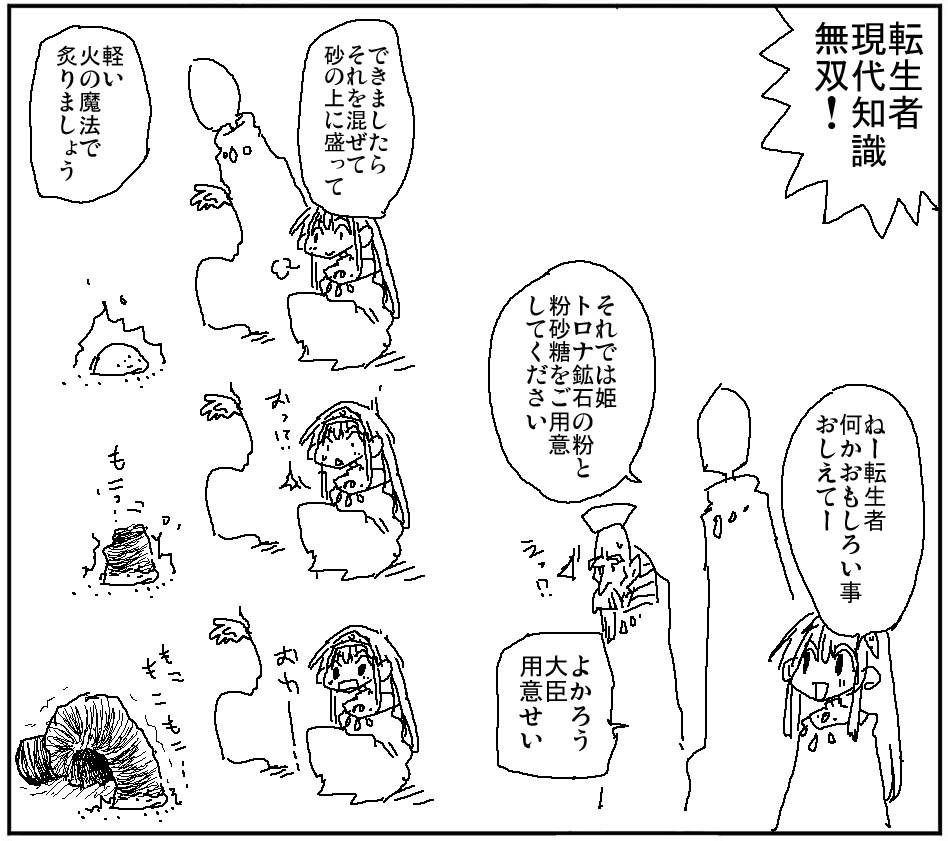 転生者
現代知識
無双！
ねー転生者
何かおもしろい事
おしえてー
それでは姫
トロナ鉱石の粉と
粉砂糖をご用意
してください
よかろう
大臣
用意せい
できましたら
それを混ぜて
砂の上に盛って
軽い
火の魔法で
炙りましょう
おっ!?
もこっ
おわ
もこもこ
もこもこ